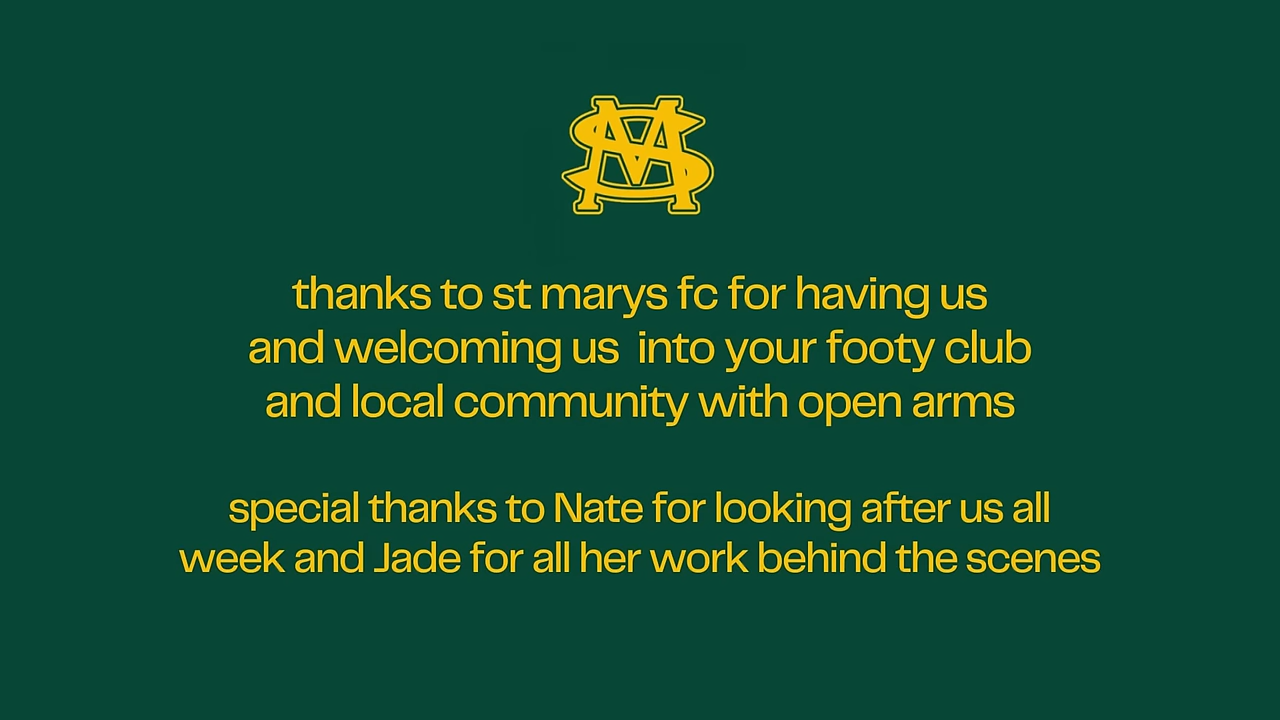 SM
thanks to st marys fc for having us
and welcoming us  into your footy club
and local community with open arms
special thanks to Nate for looking after us all
week and Jade for all her work behind the scenes